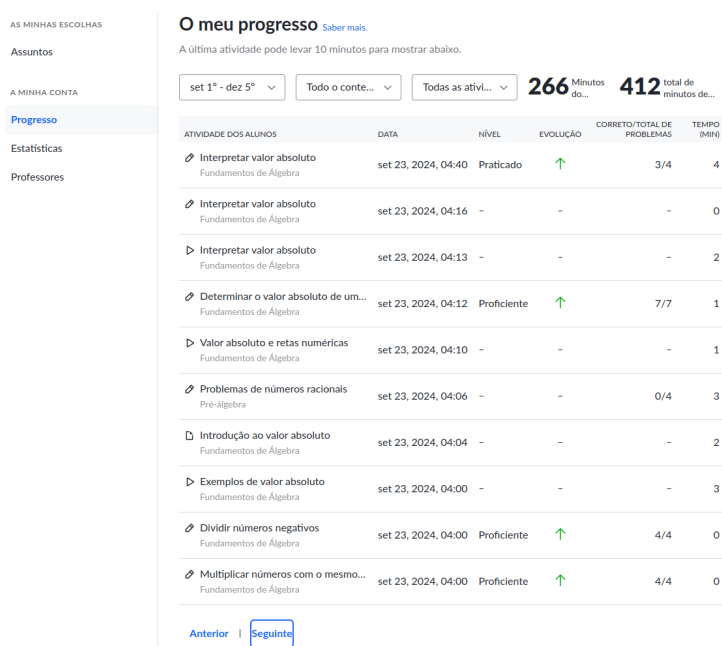 AS MINHAS ESCOLHAS
Assuntos
A MINHA CONTA
Progresso
Estatísticas
Professores
O meu progresso Saber mais.
A última atividade pode levar 10 minutos para mostrar abaixo.
set 1º - dez 5º
Todo o conte...
Todas as ativi...
266 Minutos do...
412 total de minutos de...
ATIVIDADE DOS ALUNOS DATA NÍVEL EVOLUÇÃO CORRETO/TOTAL DE PROBLEMAS TEMPO (MIN)
Interpretar valor absoluto set 23, 2024, 04:40 Praticado ↑ 3/4 4
Fundamentos de Álgebra
Interpretar valor absoluto set 23, 2024, 04:16 – – – 0
Fundamentos de Álgebra
Interpretar valor absoluto set 23, 2024, 04:13 – – – 2
Fundamentos de Álgebra
Determinar o valor absoluto de um... set 23, 2024, 04:12 Proficiente ↑ 7/7 1
Fundamentos de Álgebra
Valor absoluto e retas numéricas set 23, 2024, 04:10 – – – 1
Fundamentos de Álgebra
Problemas de números racionais set 23, 2024, 04:06 – – 0/4 3
Pré-álgebra
Introdução ao valor absoluto set 23, 2024, 04:04 – – – 2
Fundamentos de Álgebra
Exemplos de valor absoluto set 23, 2024, 04:00 – – – 3
Fundamentos de Álgebra
Dividir números negativos set 23, 2024, 04:00 Proficiente ↑ 4/4 0
Fundamentos de Álgebra
Multiplicar números com o mesmo... set 23, 2024, 04:00 Proficiente ↑ 4/4 0
Fundamentos de Álgebra
Anterior | Seguinte